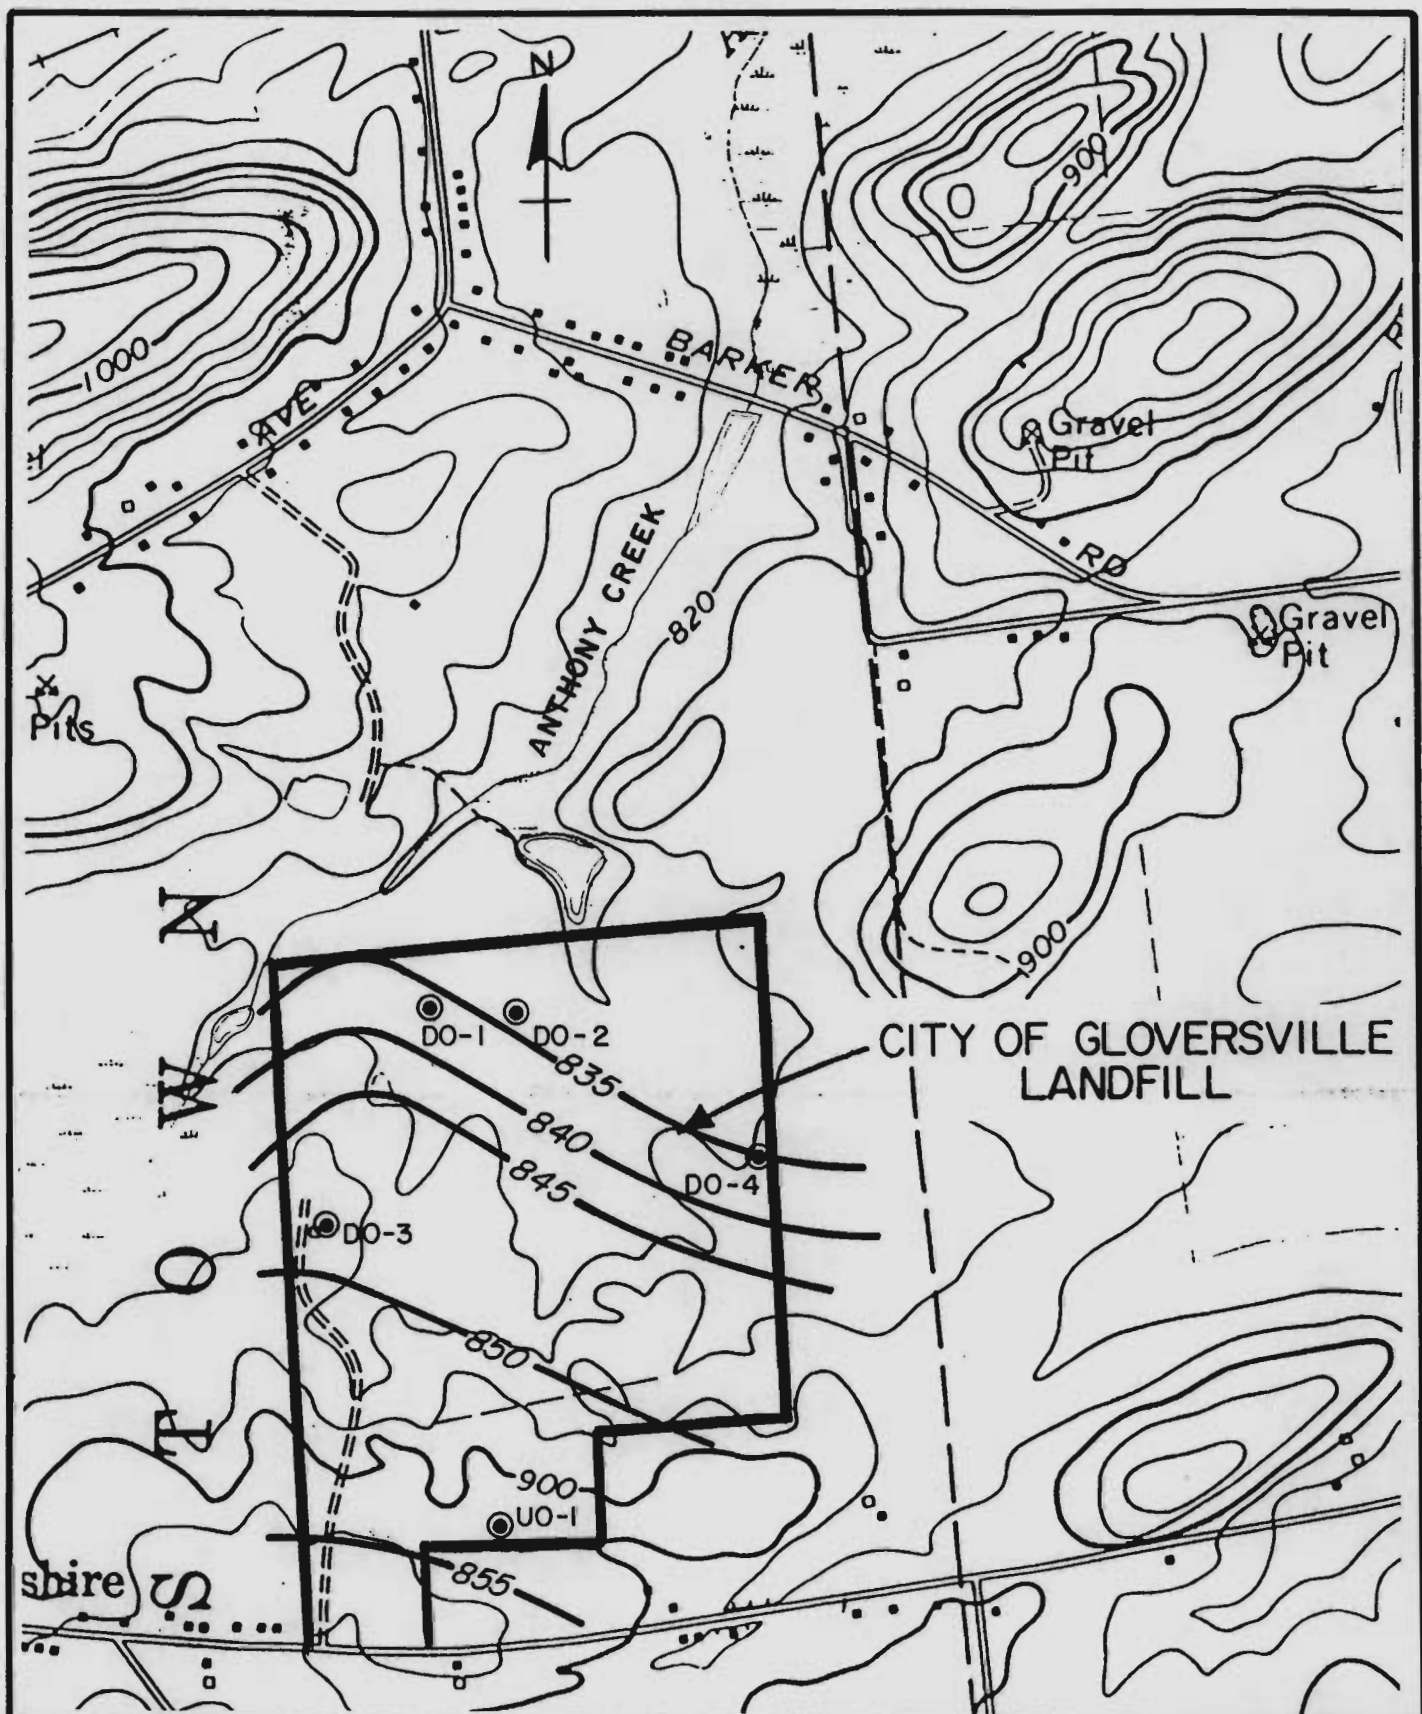 N
900
1000
BARKER
AVE
Gravel
Pit
RD
ANTHONY CREEK
820
Gravel
Pit
Pits
N
900
W
DO-1
DO-2
835
CITY OF GLOVERSVILLE
LANDFILL
840
845
DO-4
DO-3
O
850
T
900
UO-1
855
shire
S